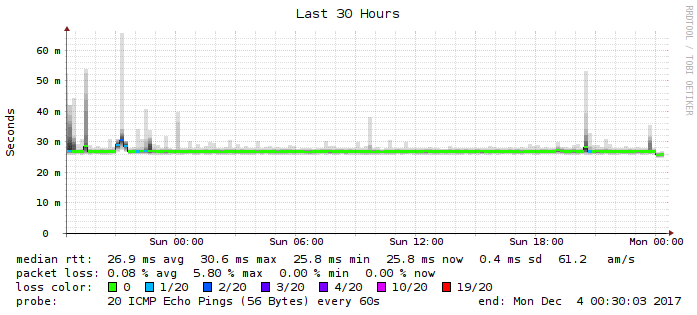 Last 30 Hours
RRDTOOL / TOBI OETIKER
Seconds
60 m
50 m
40 m
30 m
20 m
10 m
0
Sun 00:00 Sun 06:00 Sun 12:00 Sun 18:00 Mon 00:00
median rtt: 26.9 ms avg 30.6 ms max 25.8 ms min 25.8 ms now 0.4 ms sd 61.2 am/s
packet loss: 0.08 % avg 5.80 % max 0.00 % min 0.00 % now
loss color: 0 1/20 2/20 3/20 4/20 10/20 19/20
probe: 20 ICMP Echo Pings (56 Bytes) every 60s end: Mon Dec 4 00:30:03 2017